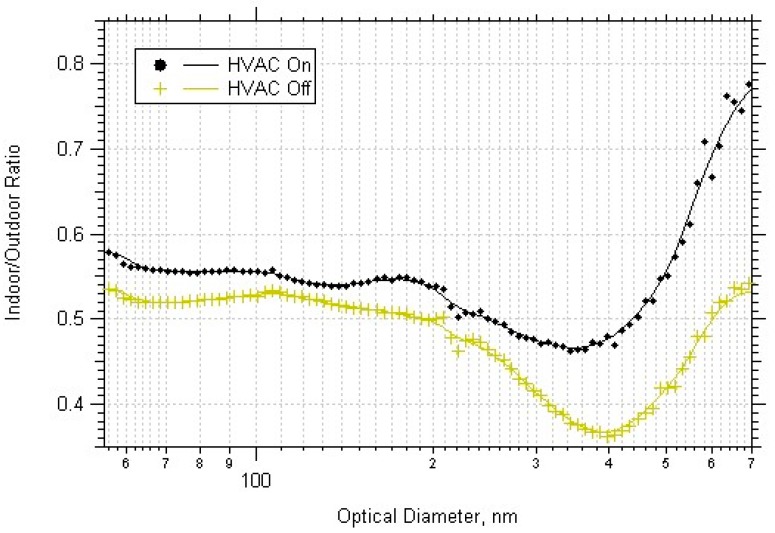 HVAC On
HVAC Off
Indoor/Outdoor Ratio
0.8
0.7
0.6
0.5
0.4
6 7 8 9 2 3 4 5 6 7
100
Optical Diameter, nm